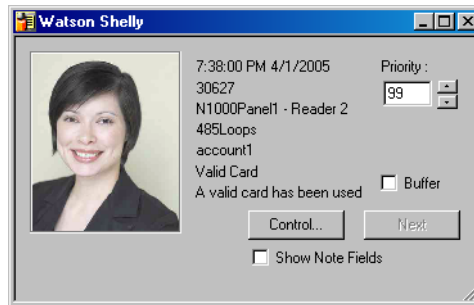 Watson Shelly
7:38:00 PM 4/1/2005
Priority :
30627
99
N1000Panel1 - Reader 2
485Loops
account1
Valid Card
A valid card has been used
Buffer
Control...
Next
Show Note Fields